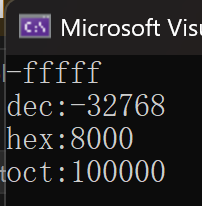 Microsoft Visu
-fffff
dec:-32768
hex:8000
oct:100000